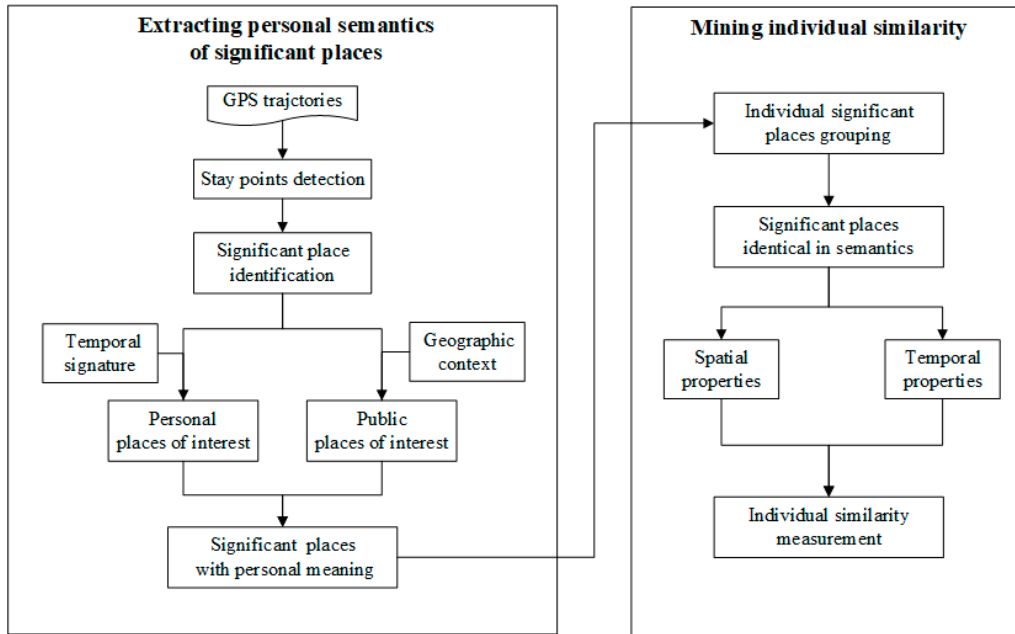 Extracting personal semantics
of significant places
GPS trajctories
Stay points detection
Significant place
identification
Temporal
signature
Geographic
context
Personal
places of interest
Public
places of interest
Significant places
with personal meaning
Mining individual similarity
Individual significant
places grouping
Significant places
identical in semantics
Spatial
properties
Temporal
properties
Individual similarity
measurement